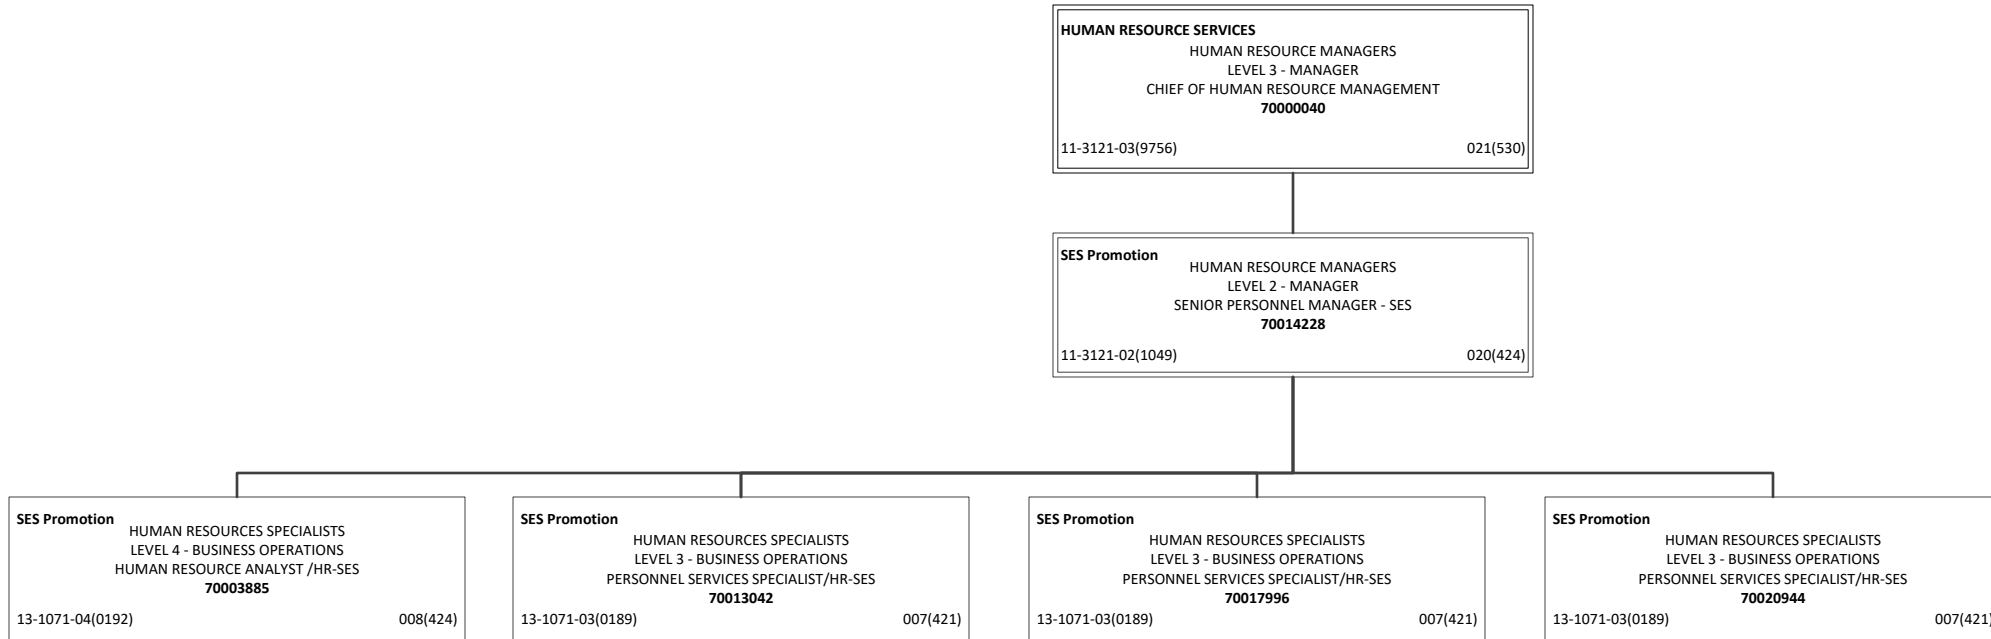 HUMAN RESOURCE SERVICES
HUMAN RESOURCE MANAGERS
LEVEL 3 - MANAGER
CHIEF OF HUMAN RESOURCE MANAGEMENT
70000040
11-3121-03(9756) 021(530)
SES Promotion
HUMAN RESOURCE MANAGERS
LEVEL 2 - MANAGER
SENIOR PERSONNEL MANAGER - SES
70014228
11-3121-02(1049) 020(424)
SES Promotion
HUMAN RESOURCES SPECIALISTS
LEVEL 4 - BUSINESS OPERATIONS
HUMAN RESOURCE ANALYST /HR-SES
70003885
13-1071-04(0192) 008(424)
SES Promotion
HUMAN RESOURCES SPECIALISTS
LEVEL 3 - BUSINESS OPERATIONS
PERSONNEL SERVICES SPECIALIST/HR-SES
70013042
13-1071-03(0189) 007(421)
SES Promotion
HUMAN RESOURCES SPECIALISTS
LEVEL 3 - BUSINESS OPERATIONS
PERSONNEL SERVICES SPECIALIST/HR-SES
70017996
13-1071-03(0189) 007(421)
SES Promotion
HUMAN RESOURCES SPECIALISTS
LEVEL 3 - BUSINESS OPERATIONS
PERSONNEL SERVICES SPECIALIST/HR-SES
70020944
13-1071-03(0189) 007(421)